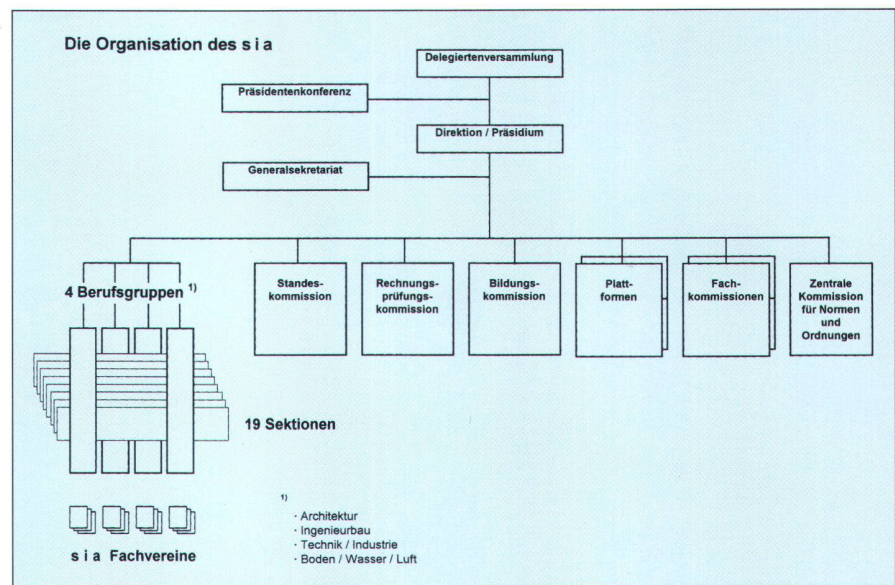 Die Organisation des s i a
Delegiertenversammlung
Präsidentenkonferenz
Direktion / Präsidium
Generalsekretariat
4 Berufsgruppen 1)
Standes-
kommission
Rechnungs-
prüfungs-
kommission
Bildungs-
kommission
Platt-
formen
Fach-
kommissionen
Zentrale
Kommission
für Normen
und
Ordnungen
19 Sektionen
s i a Fachvereine
1)
· Architektur
· Ingenieurbau
· Technik / Industrie
· Boden / Wasser / Luft